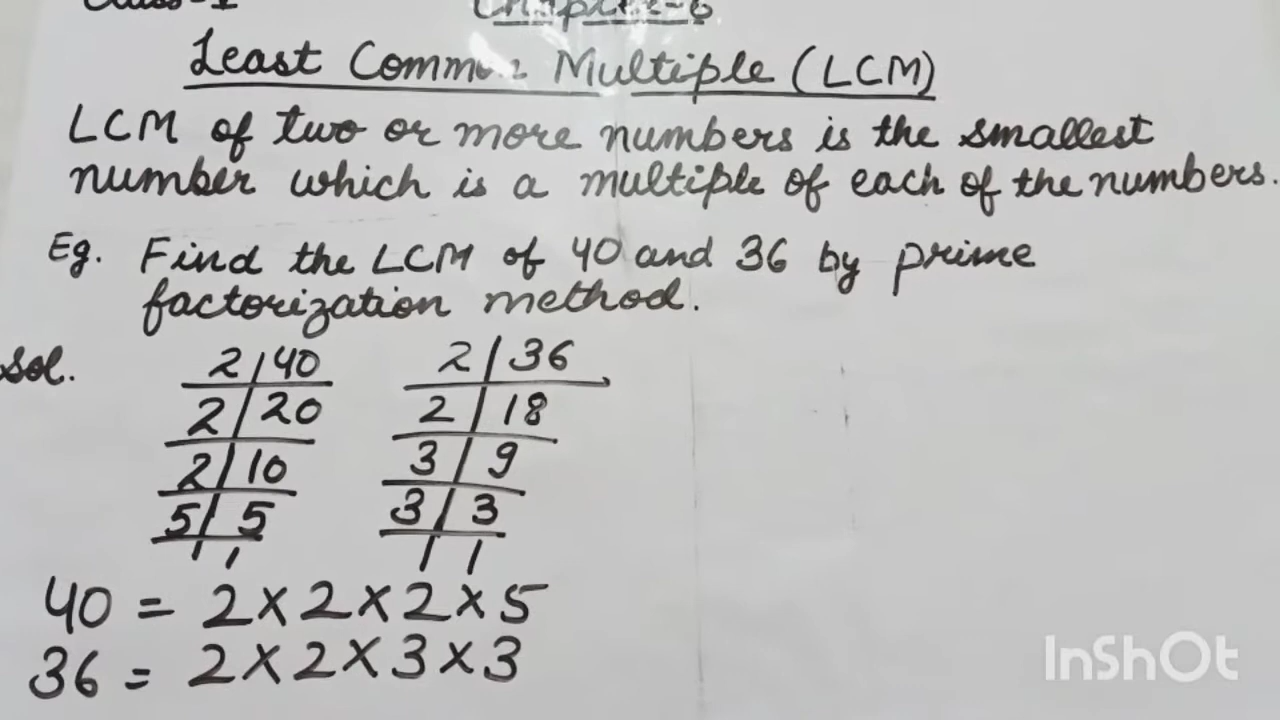 Least Common Multiple (LCM)
LCM of two or more numbers is the smallest
number which is a multiple of each of the numbers.
Eg. Find the LCM of 40 and 36 by prime
factorization method.
Sol.
2 | 40
2 | 20
2 | 10
5 | 5
1
2 | 36
2 | 18
3 | 9
3 | 3
1
40 = 2 × 2 × 2 × 5
36 = 2 × 2 × 3 × 3
InShOt